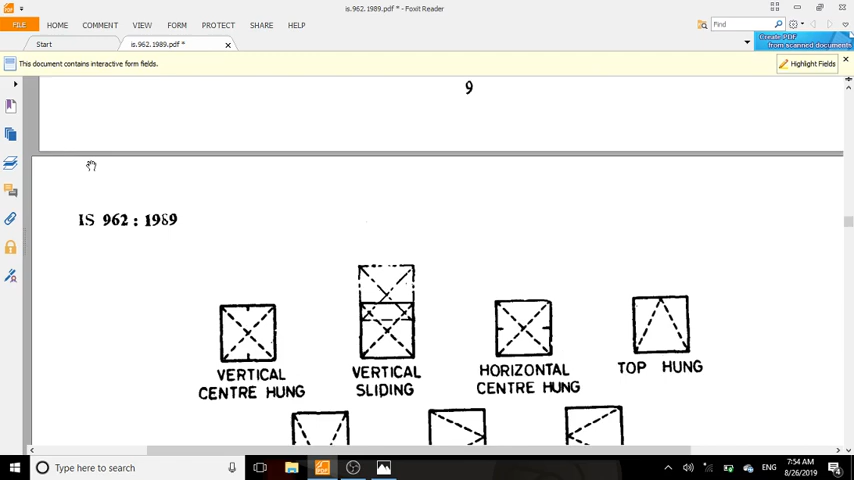 is.962.1989.pdf * - Foxit Reader
FILE HOME COMMENT VIEW FORM PROTECT SHARE HELP Find
Start is.962.1989.pdf * Create PDF
from scanned documents
This document contains interactive form fields. Highlight Fields
9
IS 962 : 1989
VERTICAL
CENTRE HUNG
VERTICAL
SLIDING
HORIZONTAL
CENTRE HUNG
TOP HUNG
Type here to search ENG 7:54 AM
8/26/2019 4